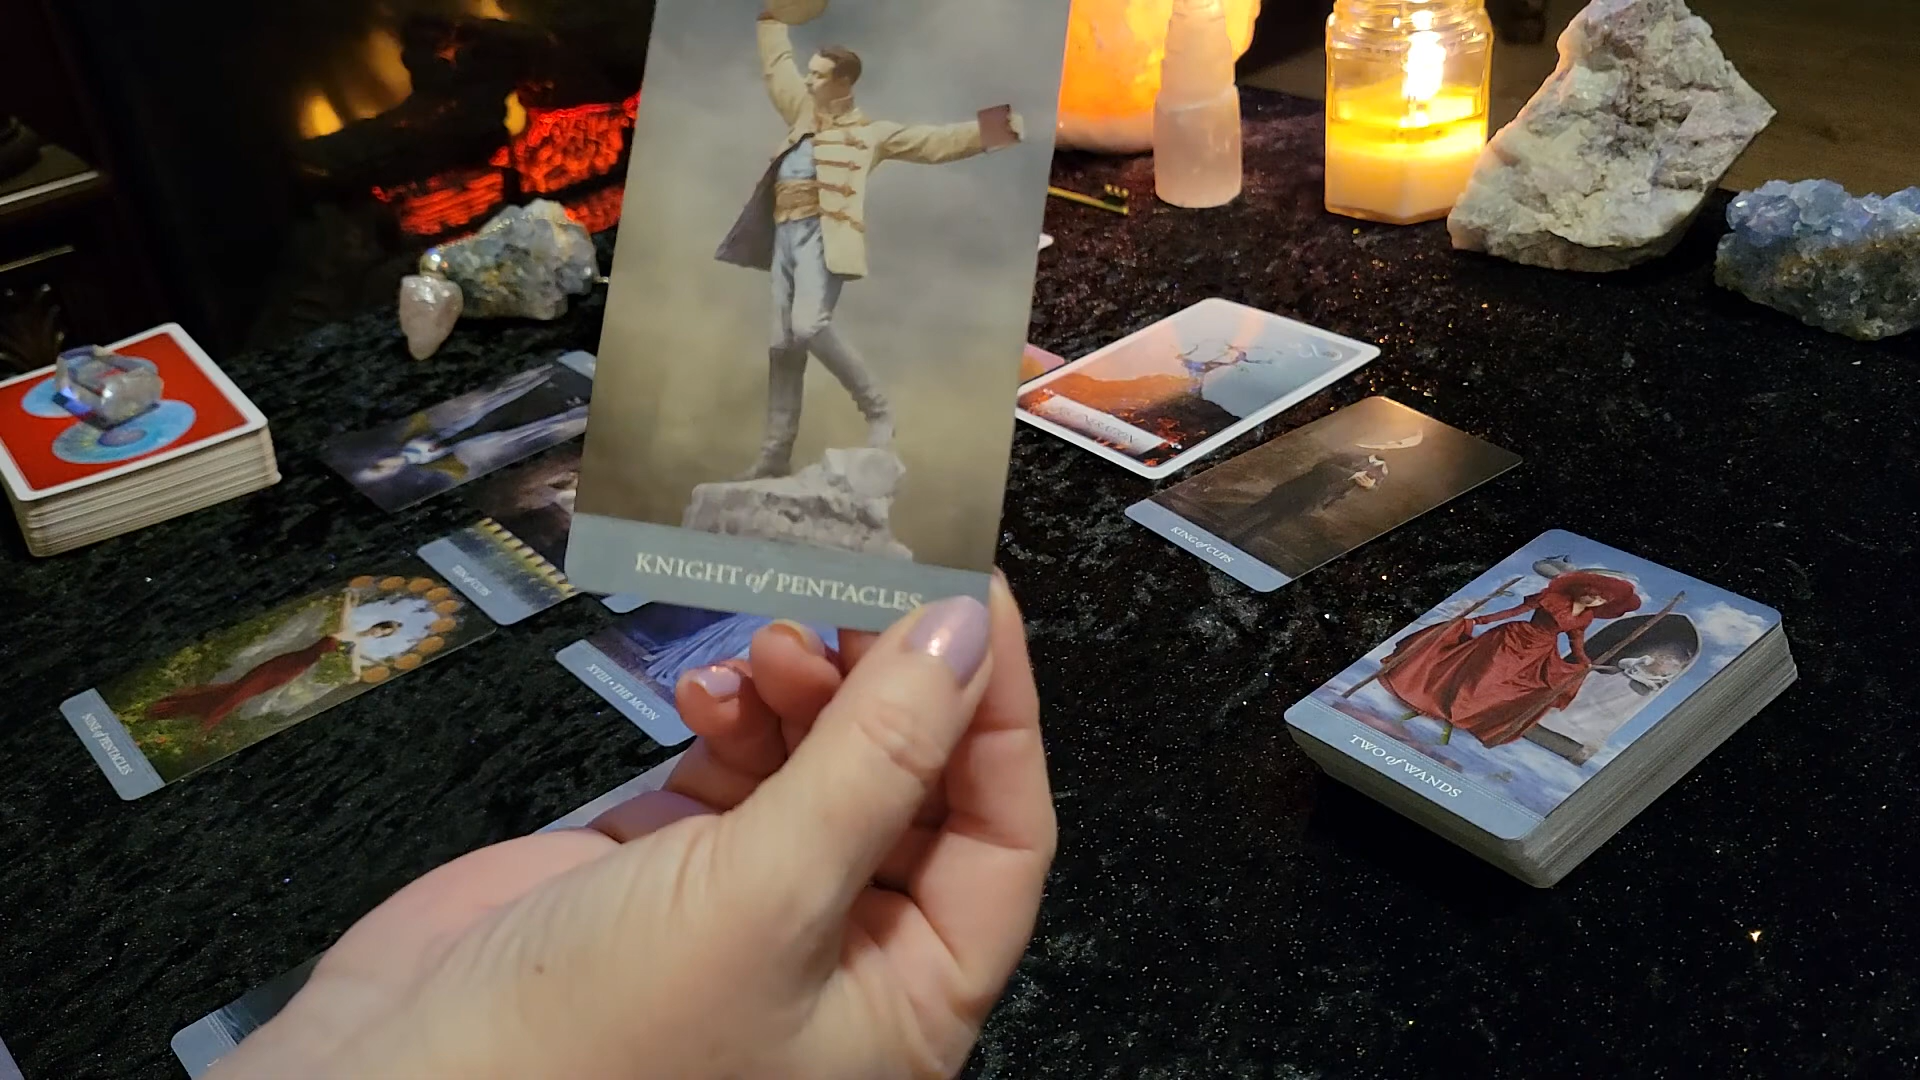 KNIGHT of PENTACLES
KING of CUPS
TEN of CUPS
XVIII • THE MOON
NINE of PENTACLES
TWO of WANDS